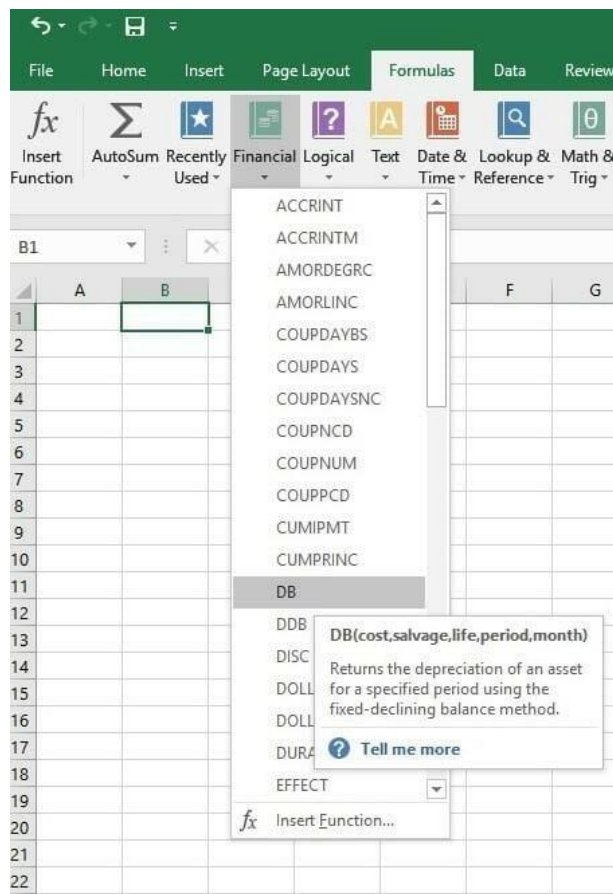 File Home Insert Page Layout Formulas Data Review
fx Σ ? A θ
Insert Function
AutoSum
Recently Used
Financial
Logical
Text
Date & Time
Lookup & Reference
Math & Trig
B1
A B F G
ACCRINT
ACCRINTM
AMORDEGRC
AMORLINC
COUPDAYBS
COUPDAYS
COUPDAYSNC
COUPNCD
COUPNUM
COUPPCD
CUMIPMT
CUMPRINC
DB
DDB
DISC
DOLL
DOLL
DURA
EFFECT
fx Insert Function...
DB(cost,salvage,life,period,month)
Returns the depreciation of an asset
for a specified period using the
fixed-declining balance method.
? Tell me more
1
2
3
4
5
6
7
8
9
10
11
12
13
14
15
16
17
18
19
20
21
22